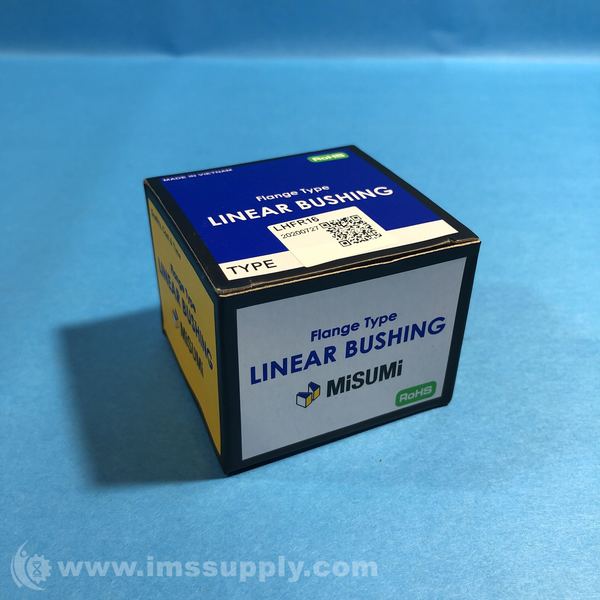 MADE IN VIETNAM
RoHS
Flange Type
LINEAR BUSHING
LHFR16
20200727
TYPE
Flange Type
LINEAR BUSHING
MiSUMi
RoHS
Flange Type
LINEAR BUSHING
MiSUMi
www.imssupply.com